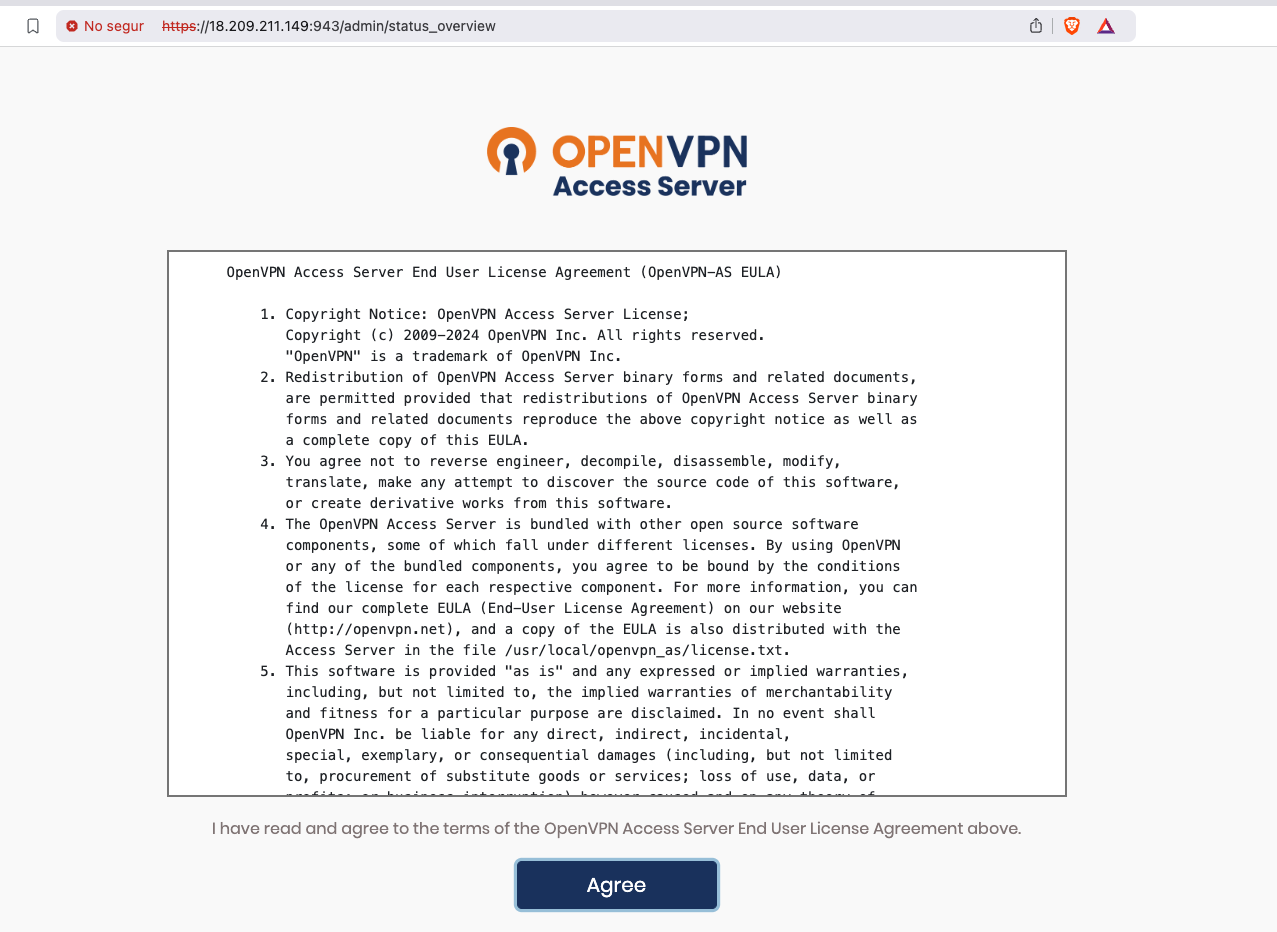 No segur https://18.209.211.149:943/admin/status_overview
OPENVPN
Access Server
OpenVPN Access Server End User License Agreement (OpenVPN-AS EULA)
1. Copyright Notice: OpenVPN Access Server License;
Copyright (c) 2009-2024 OpenVPN Inc. All rights reserved.
"OpenVPN" is a trademark of OpenVPN Inc.
2. Redistribution of OpenVPN Access Server binary forms and related documents,
are permitted provided that redistributions of OpenVPN Access Server binary
forms and related documents reproduce the above copyright notice as well as
a complete copy of this EULA.
3. You agree not to reverse engineer, decompile, disassemble, modify,
translate, make any attempt to discover the source code of this software,
or create derivative works from this software.
4. The OpenVPN Access Server is bundled with other open source software
components, some of which fall under different licenses. By using OpenVPN
or any of the bundled components, you agree to be bound by the conditions
of the license for each respective component. For more information, you can
find our complete EULA (End-User License Agreement) on our website
(http://openvpn.net), and a copy of the EULA is also distributed with the
Access Server in the file /usr/local/openvpn_as/license.txt.
5. This software is provided "as is" and any expressed or implied warranties,
including, but not limited to, the implied warranties of merchantability
and fitness for a particular purpose are disclaimed. In no event shall
OpenVPN Inc. be liable for any direct, indirect, incidental,
special, exemplary, or consequential damages (including, but not limited
to, procurement of substitute goods or services; loss of use, data, or
profits; or business interruption) however caused and on any theory of
I have read and agree to the terms of the OpenVPN Access Server End User License Agreement above.
Agree